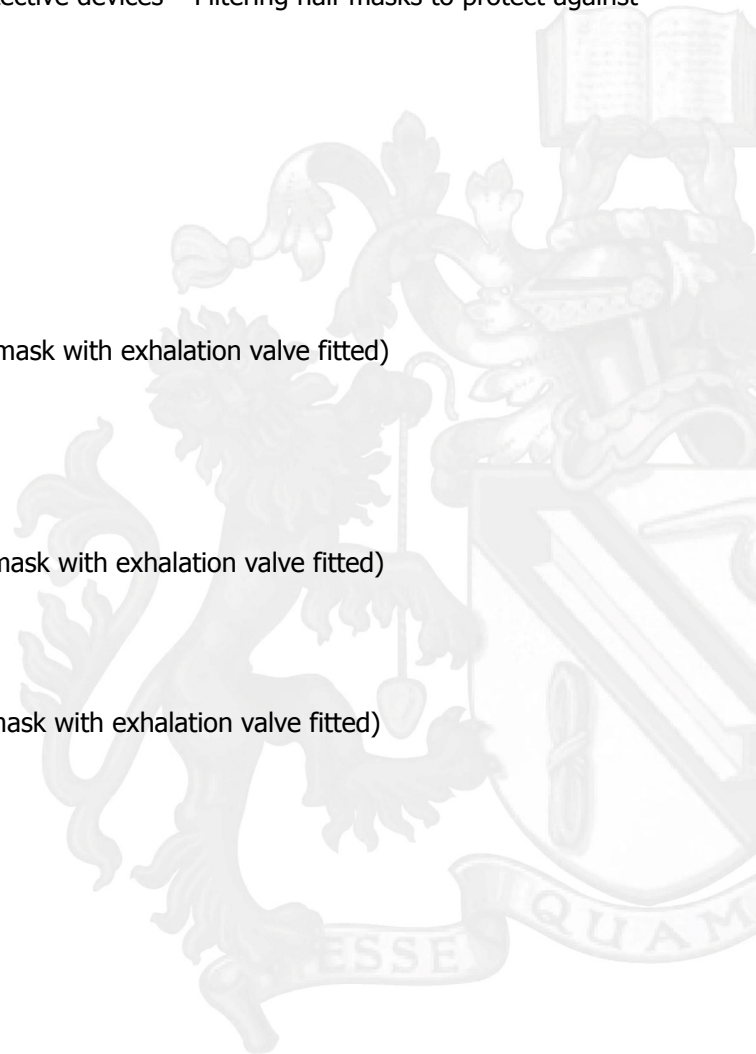 ective devices – Filtering half masks to protect against
mask with exhalation valve fitted)
mask with exhalation valve fitted)
mask with exhalation valve fitted)
ESSE
QUAM